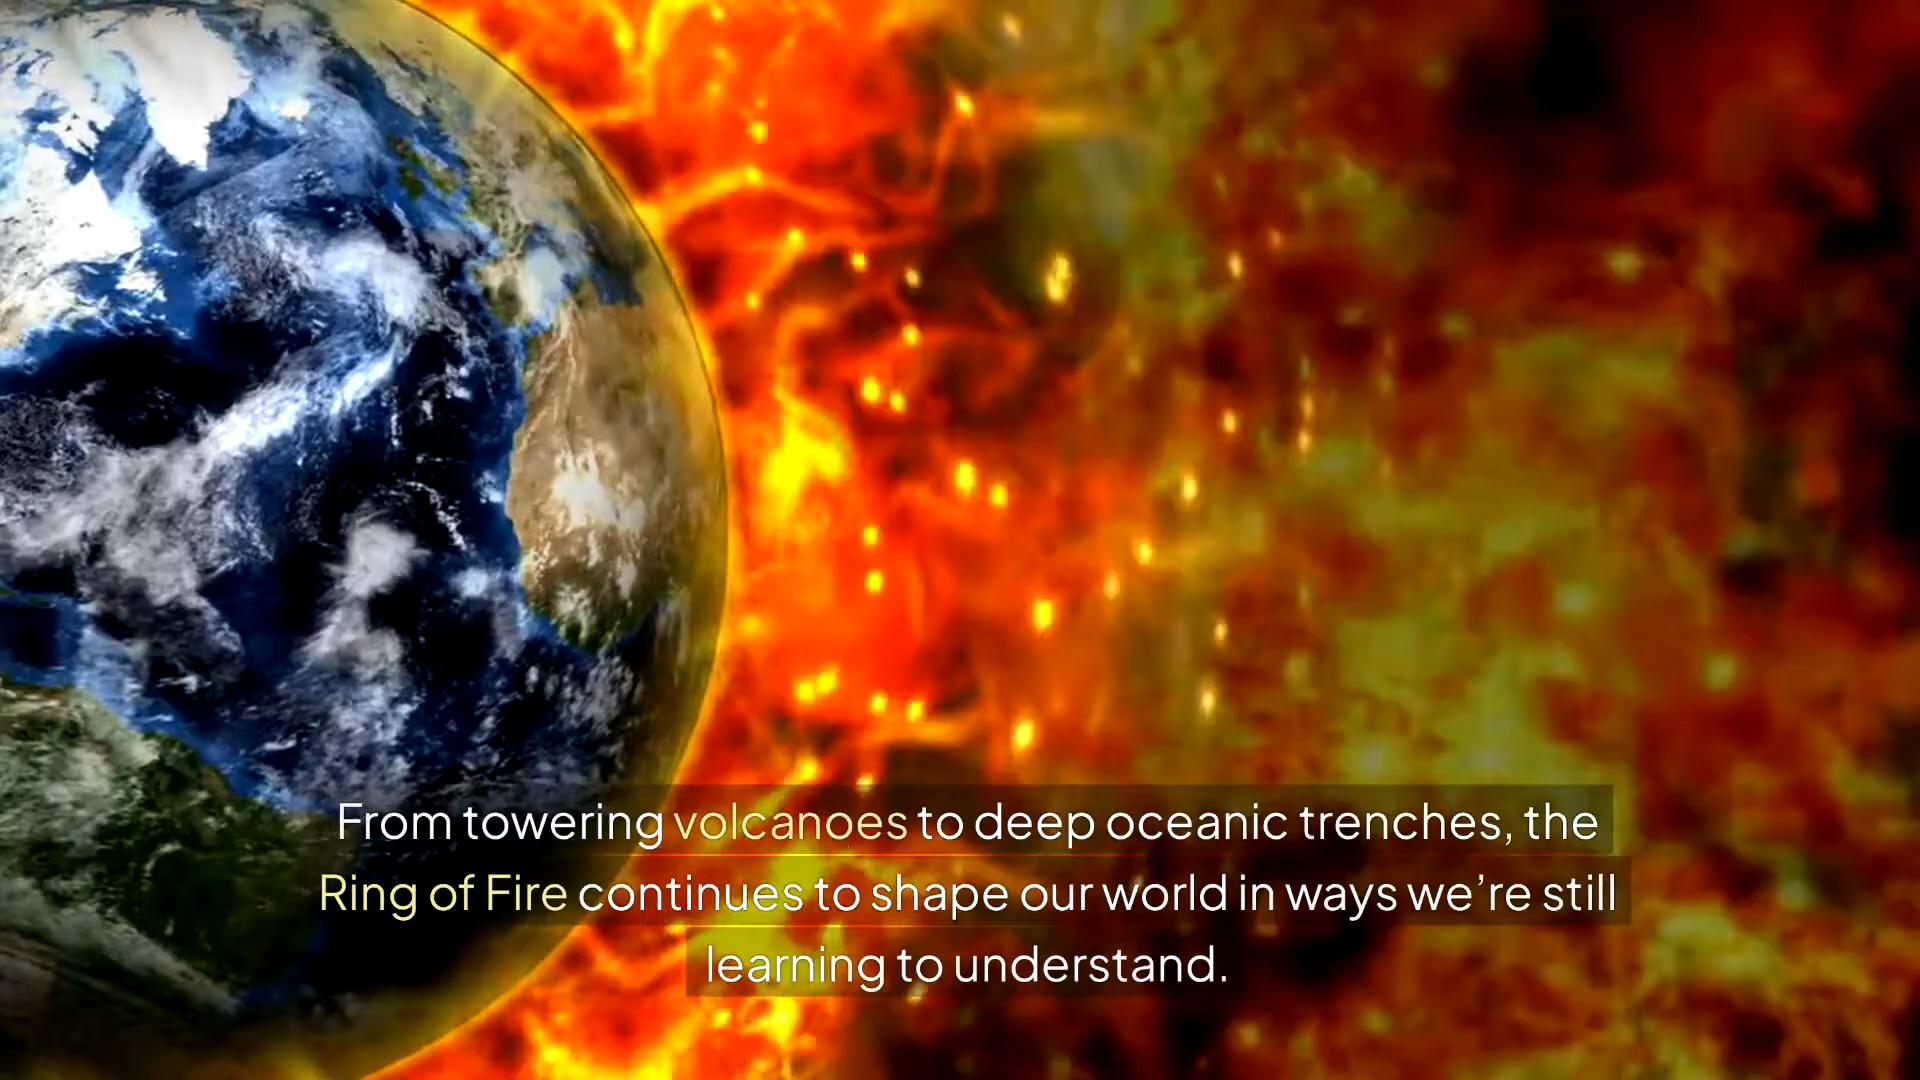 From towering volcanoes to deep oceanic trenches, the
Ring of Fire continues to shape our world in ways we’re still
learning to understand.